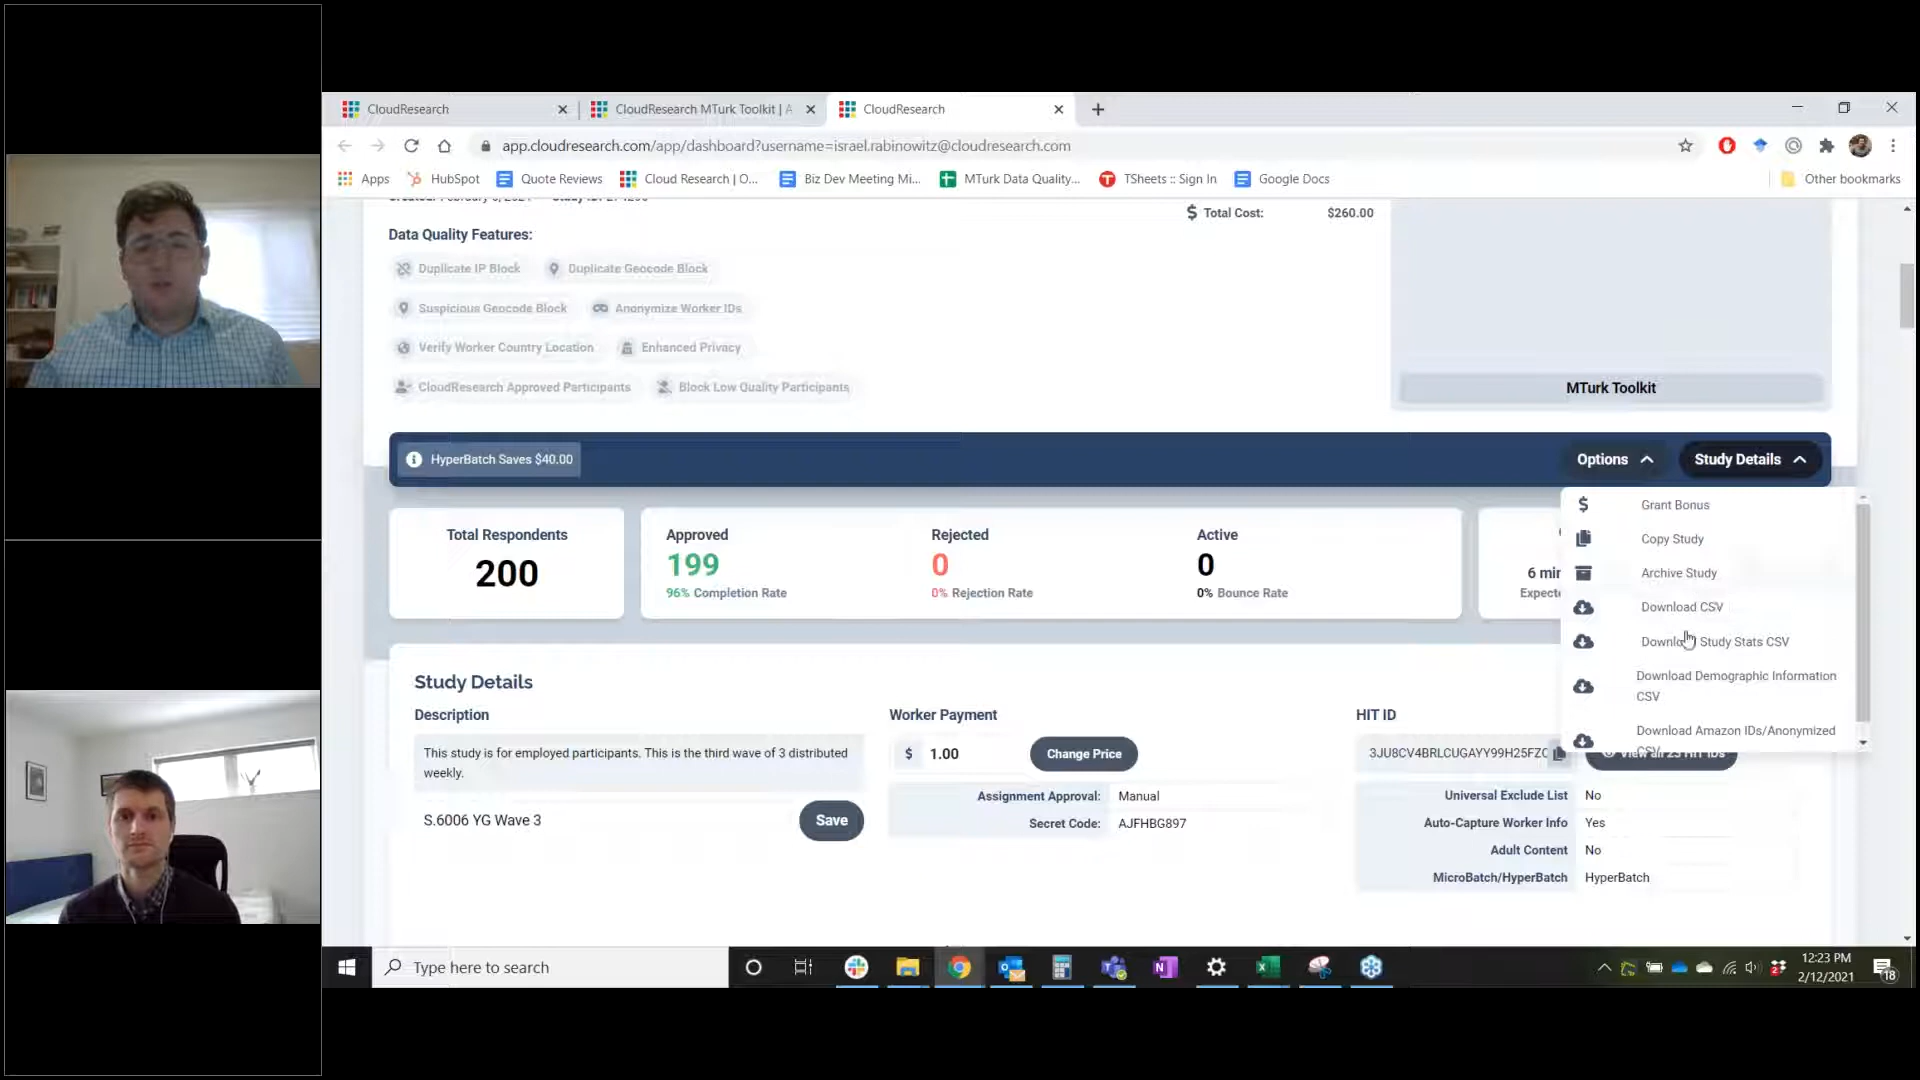 CloudResearch
CloudResearch MTurk Toolkit | A
CloudResearch
app.cloudresearch.com/app/dashboard?username=israel.rabinowitz@cloudresearch.com
Apps
HubSpot
Quote Reviews
Cloud Research | O...
Biz Dev Meeting Mi...
MTurk Data Quality...
TSheets :: Sign In
Google Docs
Other bookmarks
Total Cost: $260.00
Data Quality Features:
Duplicate IP Block
Duplicate Geocode Block
Suspicious Geocode Block
Anonymize Worker IDs
Verify Worker Country Location
Enhanced Privacy
CloudResearch Approved Participants
Block Low Quality Participants
MTurk Toolkit
HyperBatch Saves $40.00
Options
Study Details
Grant Bonus
Copy Study
Archive Study
Download CSV
Study Stats CSV
Download Demographic Information
CSV
Download Amazon IDs/Anonymized
Total Respondents
200
Approved
199
96% Completion Rate
Rejected
0
0% Rejection Rate
Active
0
0% Bounce Rate
6 min
Study Details
Description
This study is for employed participants. This is the third wave of 3 distributed
weekly.
S.6006 YG Wave 3
Save
Worker Payment
$ 1.00
Change Price
Assignment Approval: Manual
Secret Code: AJFHBG897
HIT ID
3JU8CV4BRLCUGAYY99H25FZC
Universal Exclude List No
Auto-Capture Worker Info Yes
Adult Content No
MicroBatch/HyperBatch HyperBatch
Type here to search
12:23 PM
2/12/2021
18